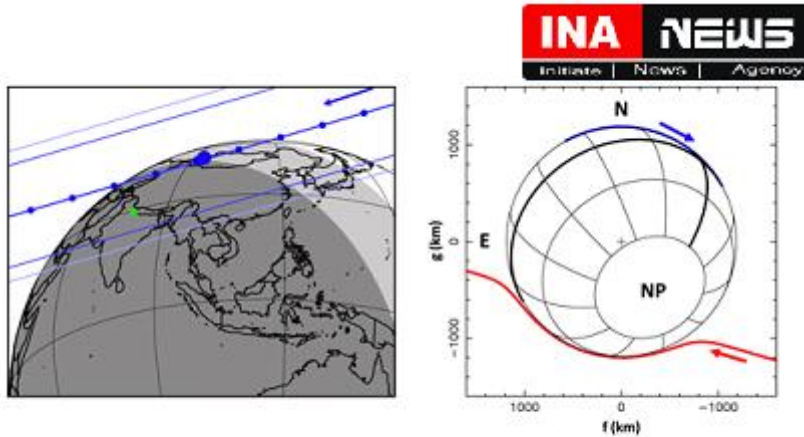 INA NEWS
Initiate | News | Agency
N
1000
g (km)
0
E
NP
-1000
1000 0 -1000
f (km)